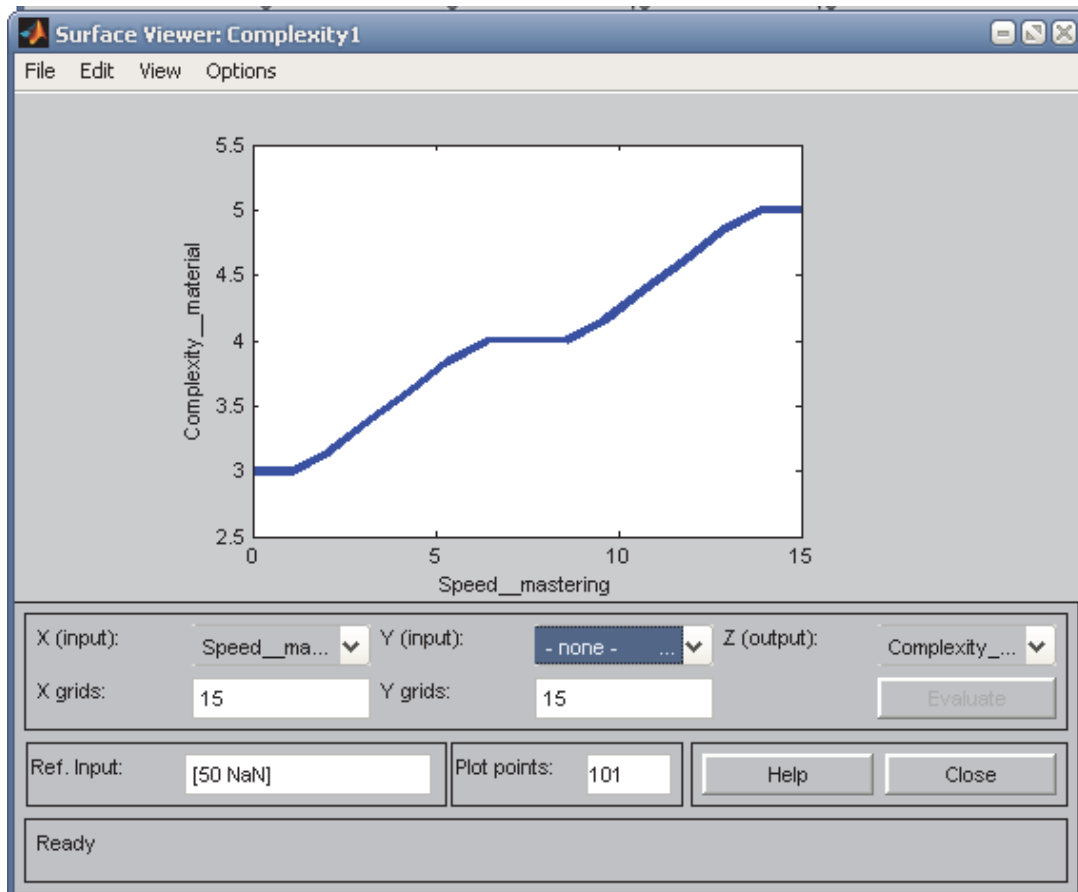 Surface Viewer: Complexity1
File Edit View Options
5.5
5
4.5
4
3.5
3
2.5
Complexity__material
0 5 10 15
Speed__mastering
X (input): Speed__ma... Y (input): - none - ... Z (output): Complexity_...
X grids: 15 Y grids: 15 Evaluate
Ref. Input: [50 NaN] Plot points: 101 Help Close
Ready